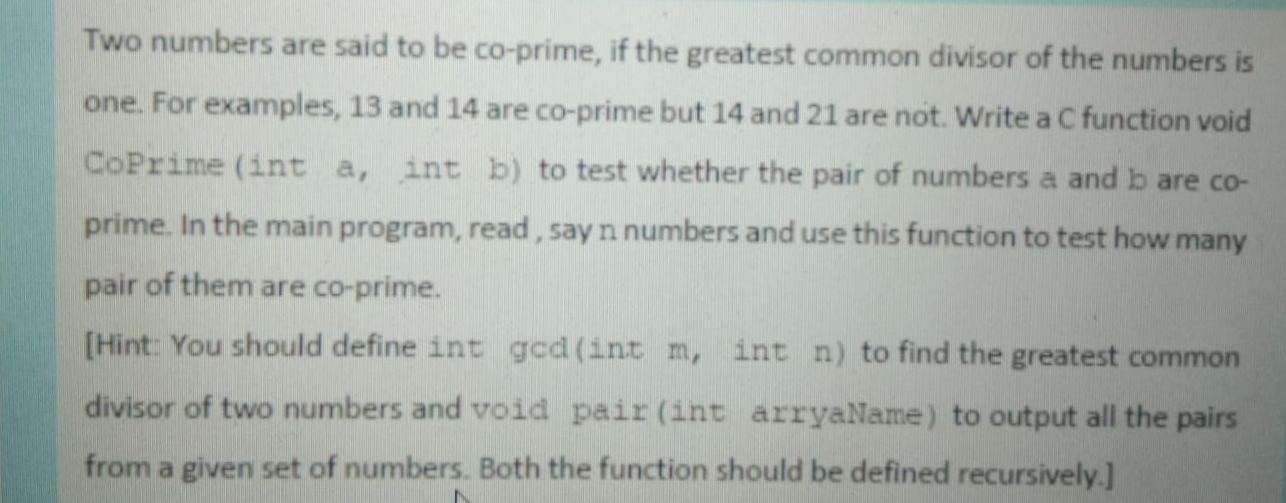 Two numbers are said to be co-prime, if the greatest common divisor of the numbers is
one. For examples, 13 and 14 are co-prime but 14 and 21 are not. Write a C function void
CoPrime(int a, int b) to test whether the pair of numbers a and b are co-
prime. In the main program, read , say n numbers and use this function to test how many
pair of them are co-prime.
[Hint: You should define int gcd(int m, int n) to find the greatest common
divisor of two numbers and void pair(int arryaName) to output all the pairs
from a given set of numbers. Both the function should be defined recursively.]